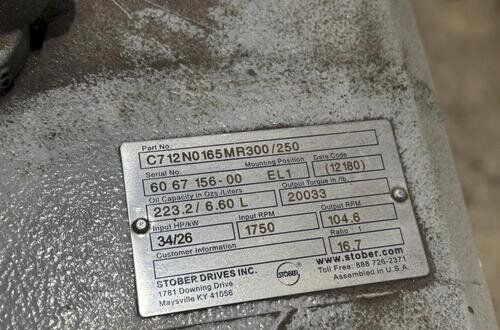 Part No.
C712N0165MR300/250
Serial No. Mounting Position Date Code
60 67 156-00 EL1 (12180)
Oil Capacity in Ozs./Liters Output Torque in/lb.
223.2/ 6.60 L 20033
Input HP/kW Input RPM Output RPM
34/26 1750 104.6
Customer Information Ratio : 1
16.7
STOBER DRIVES INC. STOBER www.stober.com
1781 Downing Drive Toll Free: 888 726-2371
Maysville KY 41056 Assembled in U.S.A